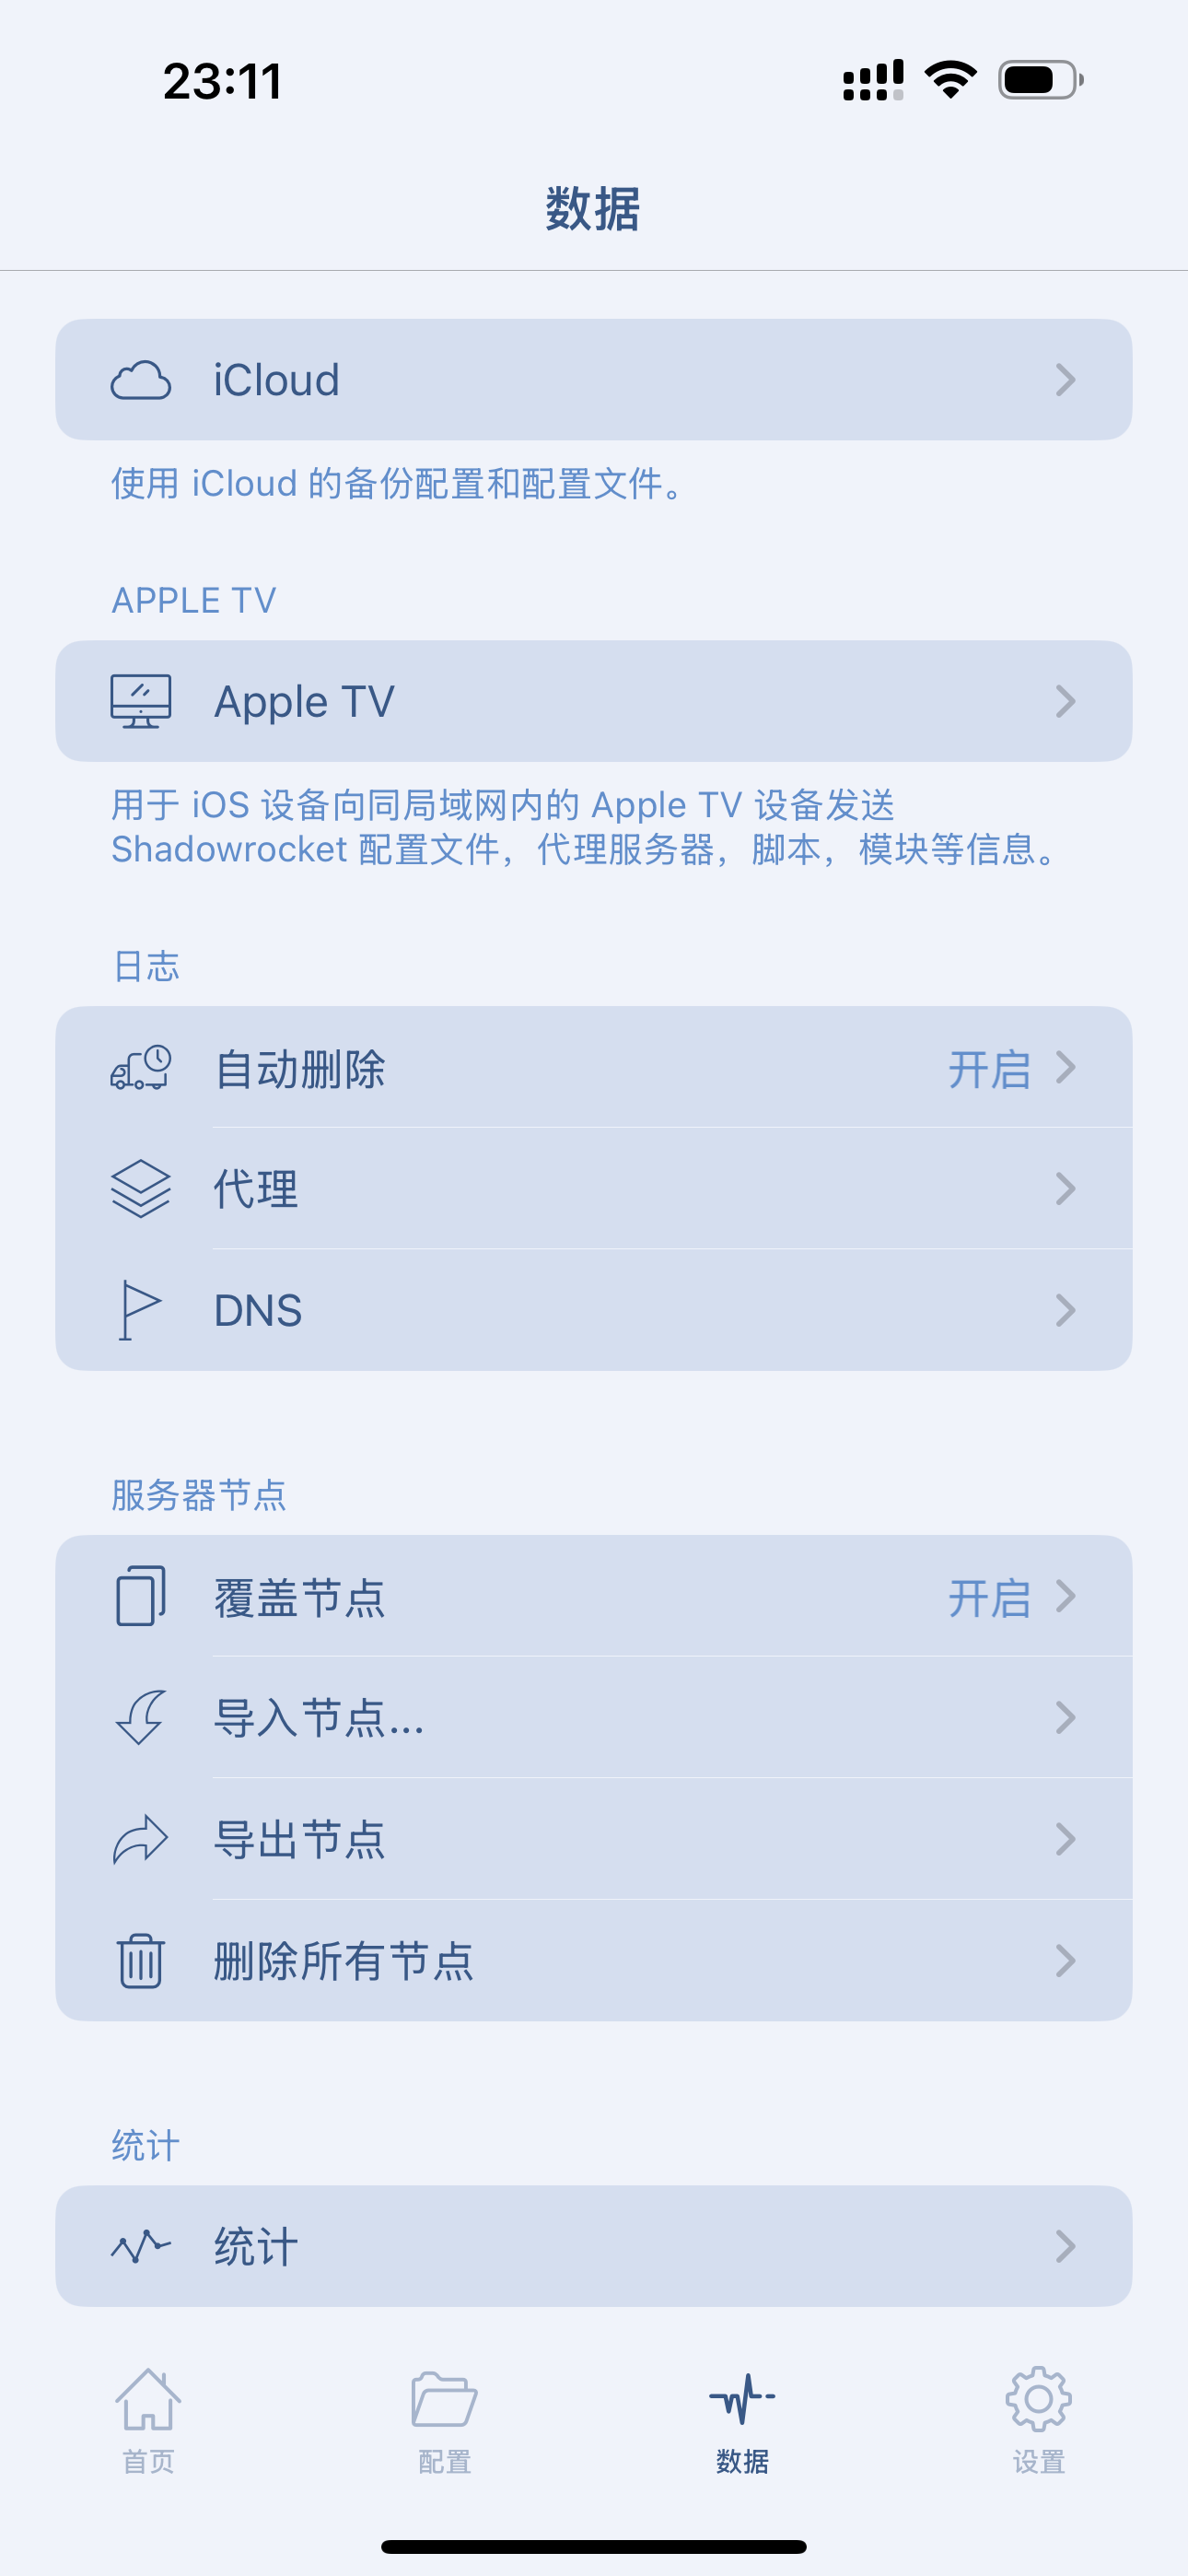 23:11
数据
iCloud
使用 iCloud 的备份配置和配置文件。
APPLE TV
Apple TV
用于 iOS 设备向同局域网内的 Apple TV 设备发送
Shadowrocket 配置文件，代理服务器，脚本，模块等信息。
日志
自动删除 开启
代理
DNS
服务器节点
覆盖节点 开启
导入节点...
导出节点
删除所有节点
统计
统计
首页 配置 数据 设置